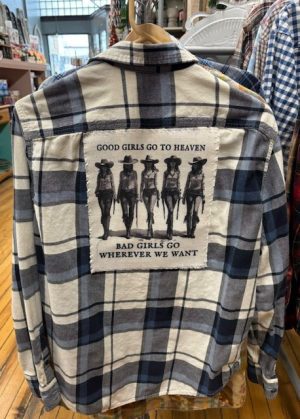 GOOD GIRLS GO TO HEAVEN
BAD GIRLS GO
WHEREVER WE WANT